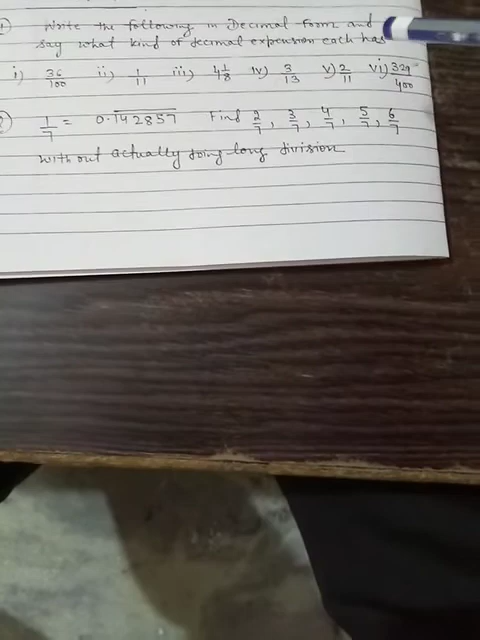 1) Write the following in Decimal form and
say what kind of decimal expension each has
i) 36/100 ii) 1/11 iii) 4 1/8 iv) 3/13 v) 2/11 vi) 329/400
1/7 = 0.142857 Find 2/7, 3/7, 4/7, 5/7, 6/7
without actually doing long division